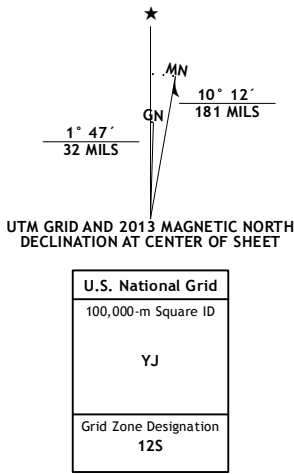 MN
GN
10° 12´
181 MILS
1° 47´
32 MILS
UTM GRID AND 2013 MAGNETIC NORTH
DECLINATION AT CENTER OF SHEET
U.S. National Grid
100,000-m Square ID
YJ
Grid Zone Designation
12S